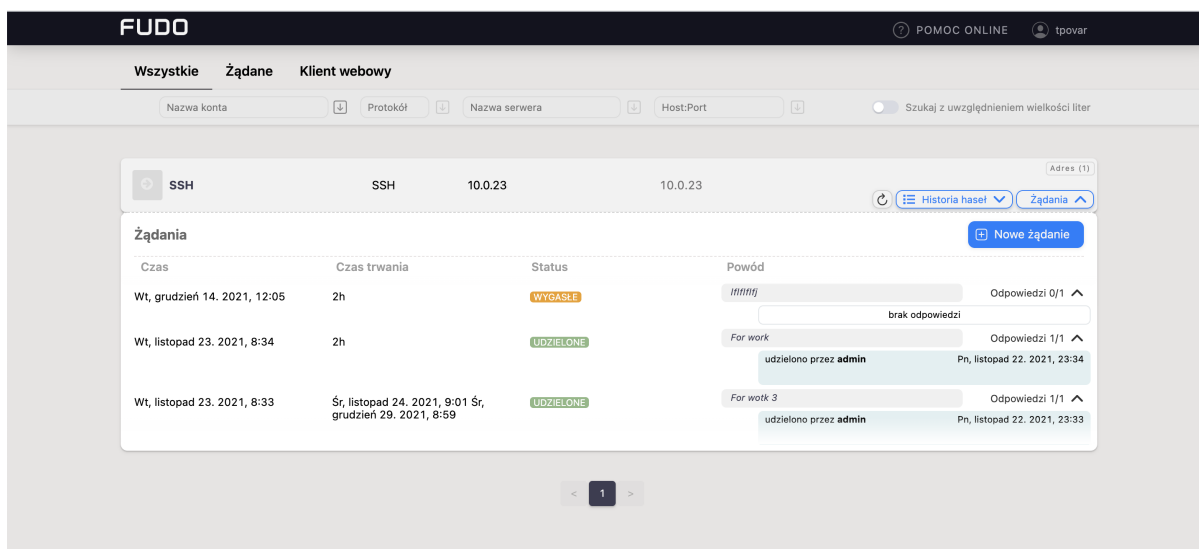 FUDO
POMOC ONLINE
tpovar
Wszystkie Żądane Klient webowy
Nazwa konta Protokół Nazwa serwera Host:Port Szukaj z uwzględnieniem wielkości liter
Adres (1)
SSH SSH 10.0.23 10.0.23
Historia haseł Żądania
Żądania Nowe żądanie
Czas Czas trwania Status Powód
Wt, grudzień 14. 2021, 12:05 2h WYGASŁE lflflflfj Odpowiedzi 0/1
brak odpowiedzi
Wt, listopad 23. 2021, 8:34 2h UDZIELONE For work Odpowiedzi 1/1
udzielono przez admin Pn, listopad 22. 2021, 23:34
Wt, listopad 23. 2021, 8:33 Śr, listopad 24. 2021, 9:01 Śr, UDZIELONE For wotk 3 Odpowiedzi 1/1
grudzień 29. 2021, 8:59
udzielono przez admin Pn, listopad 22. 2021, 23:33
< 1 >